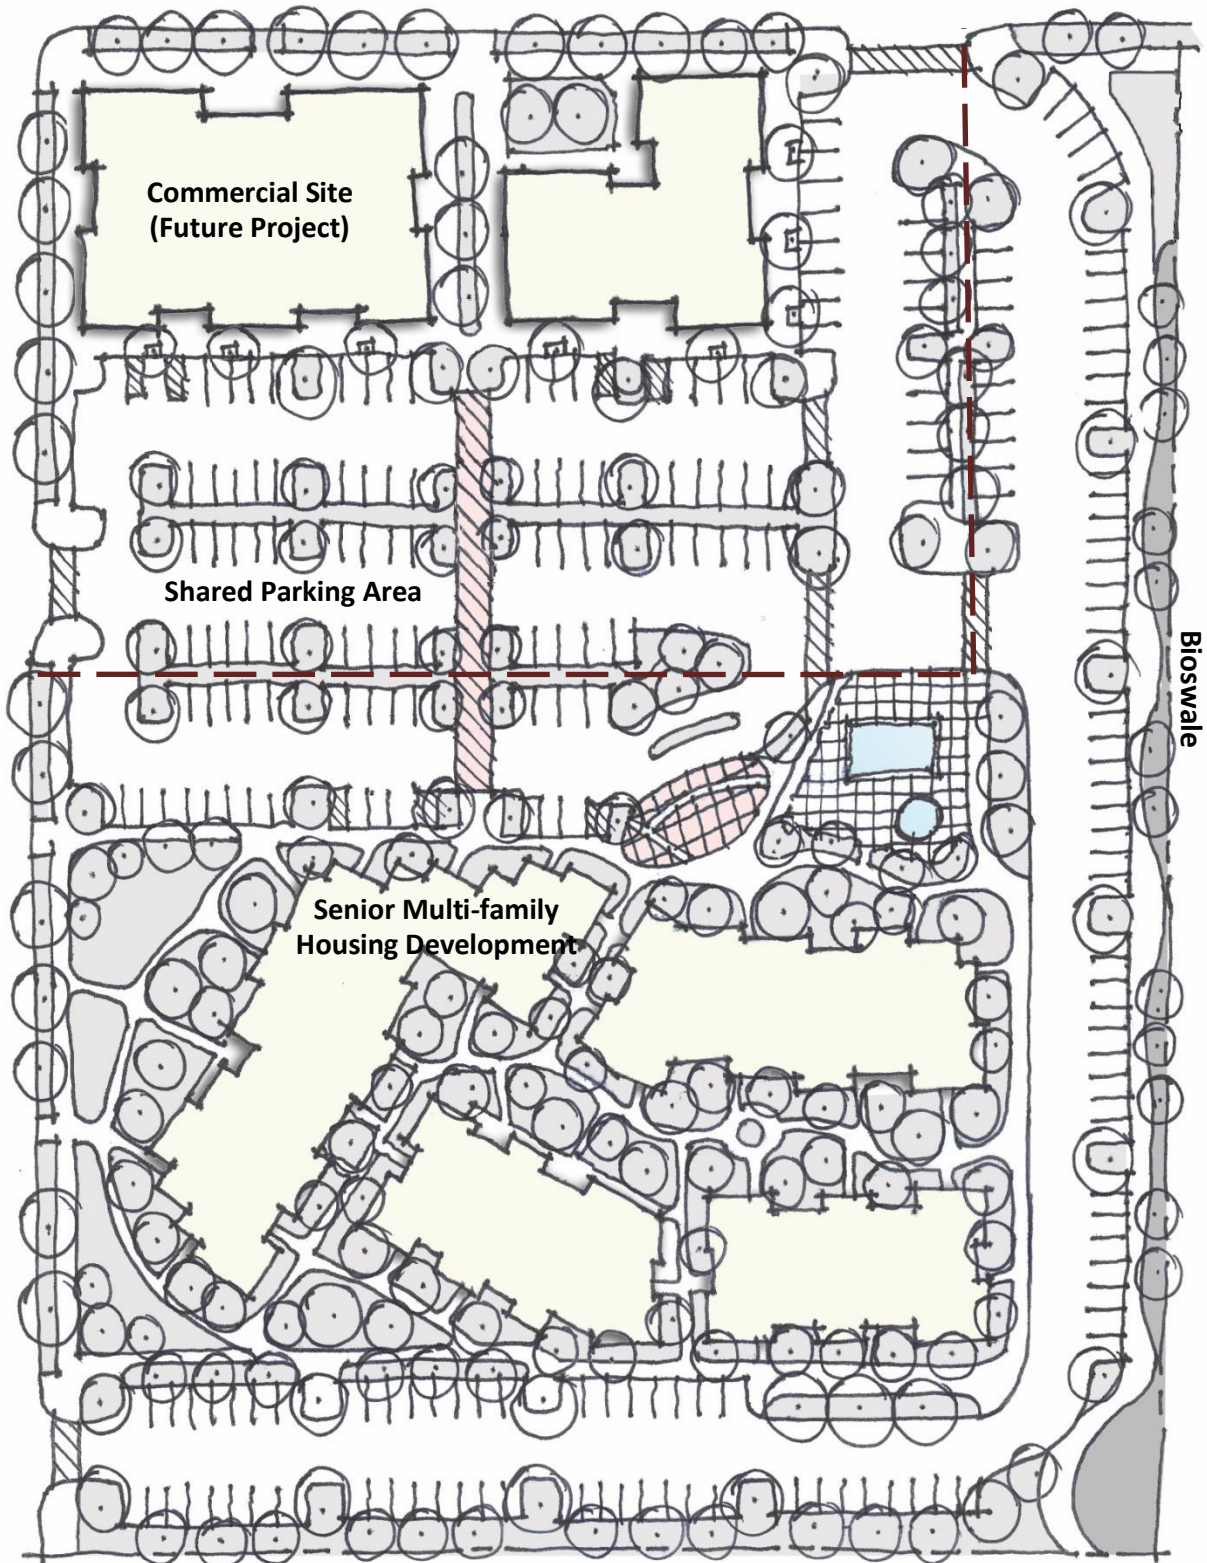 Commercial Site
(Future Project)
Shared Parking Area
Bioswale
Senior Multi-family
Housing Development